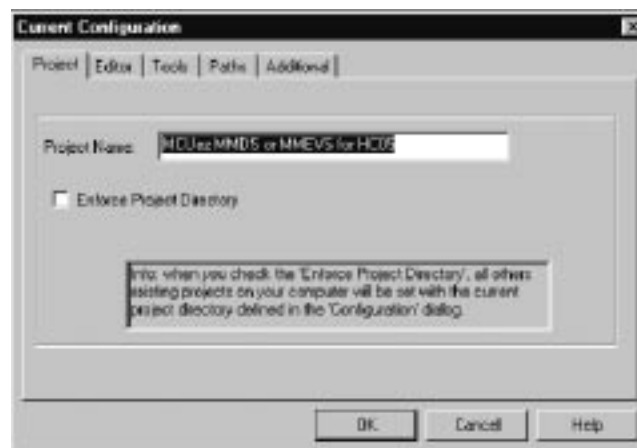 Current Configuration
Project Editor Tools Paths Additional
Project Name: MCUez MMDS or MMEVS for HC05
Enforce Project Directory
Info: when you check the 'Enforce Project Directory', all others
existing projects on your computer will be set with the current
project directory defined in the 'Configuration' dialog.
OK Cancel Help